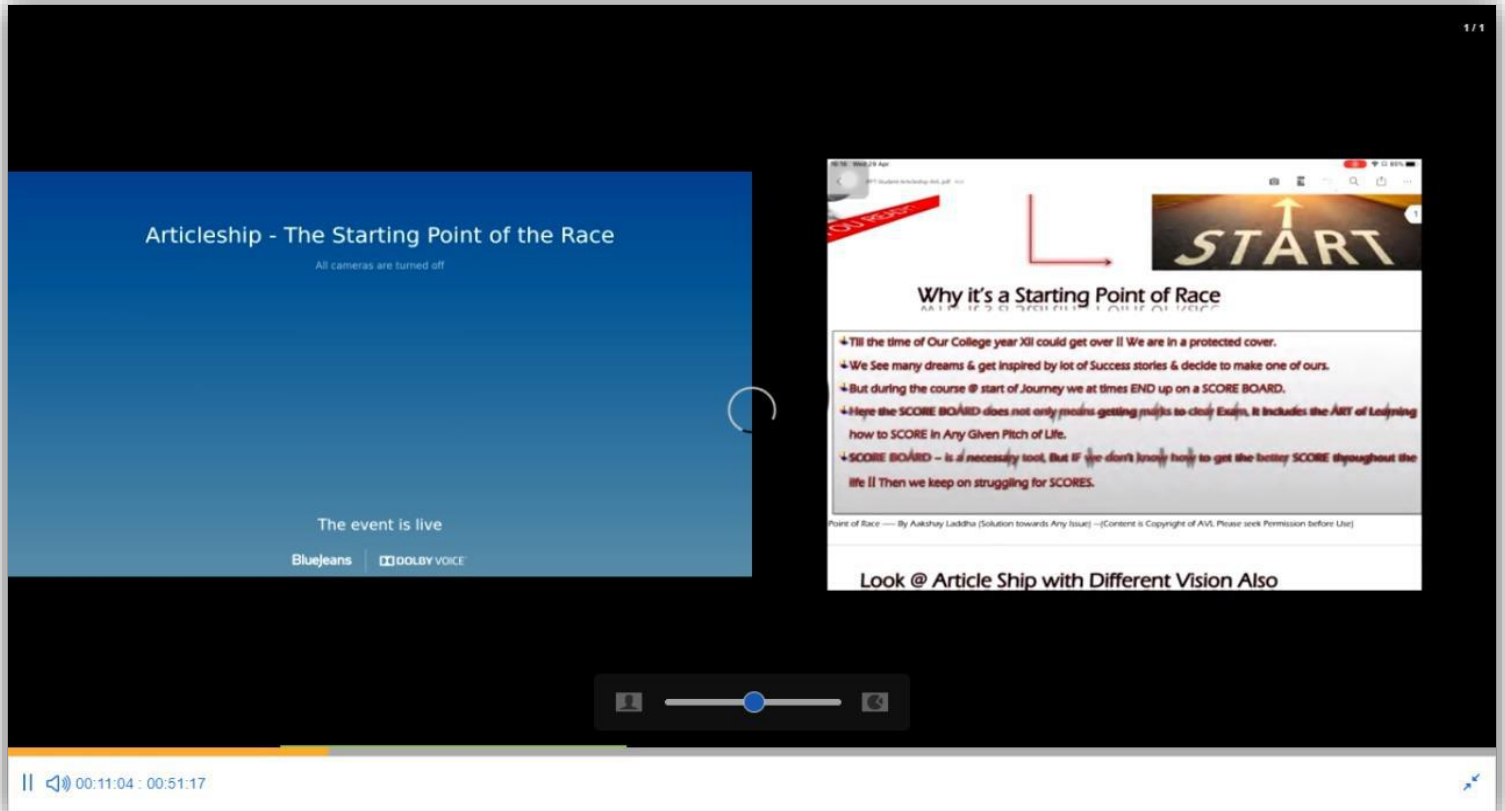 1 / 1
Articleship - The Starting Point of the Race
All cameras are turned off
The event is live
BlueJeans
DOLBY VOICE
Wed 29 Apr
85%
YOU READY
1
START
Why it's a Starting Point of Race
Till the time of Our College year XII could get over II We are in a protected cover.
We See many dreams & get inspired by lot of Success stories & decide to make one of ours.
But during the course @ start of Journey we at times END up on a SCORE BOARD.
Here the SCORE BOARD does not only means getting marks to clear Exam, It Includes the ART of Learning
how to SCORE in Any Given Pitch of Life.
SCORE BOARD – is a necessary tool, But IF we don't know how to get the better SCORE throughout the
life II Then we keep on struggling for SCORES.
Point of Race ---- By Aakshay Laddha (Solution towards Any Issue) --(Content is Copyright of AVL Please seek Permission before Use)
Look @ Article Ship with Different Vision Also
00:11:04 : 00:51:17